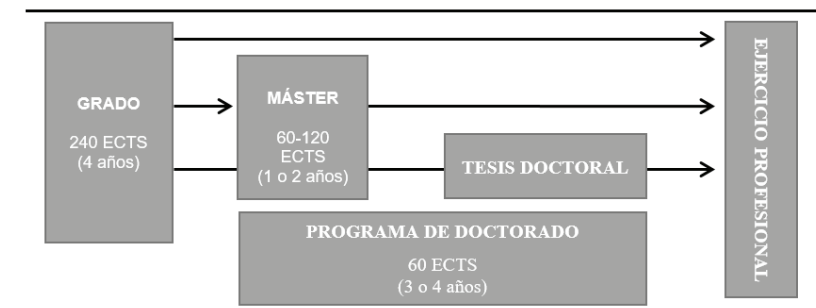 GRADO
240 ECTS
(4 años)
MÁSTER
60-120
ECTS
(1 o 2 años)
TESIS DOCTORAL
PROGRAMA DE DOCTORADO
60 ECTS
(3 o 4 años)
EJERCICIO PROFESIONAL